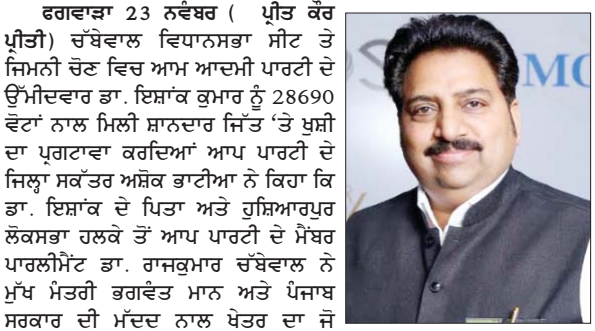 ਫਗਵਾੜਾ 23 ਨਵੰਬਰ ( ਪ੍ਰੀਤ ਕੌਰ
ਪ੍ਰੀਤੀ) ਚੱਬੇਵਾਲ ਵਿਧਾਨਸਭਾ ਸੀਟ ਤੇ
ਜਿਮਨੀ ਚੋਣ ਵਿਚ ਆਮ ਆਦਮੀ ਪਾਰਟੀ ਦੇ
ਉੱਮੀਦਵਾਰ ਡਾ. ਇਸ਼ਾਂਕ ਕੁਮਾਰ ਨੂੰ 28690
ਵੋਟਾਂ ਨਾਲ ਮਿਲੀ ਸ਼ਾਨਦਾਰ ਜਿੱਤ ‘ਤੇ ਖੁਸ਼ੀ
ਦਾ ਪ੍ਰਗਟਾਵਾ ਕਰਦਿਆਂ ਆਪ ਪਾਰਟੀ ਦੇ
ਜਿਲ੍ਹਾ ਸਕੱਤਰ ਅਸ਼ੋਕ ਭਾਟੀਆ ਨੇ ਕਿਹਾ ਕਿ
ਡਾ. ਇਸ਼ਾਂਕ ਦੇ ਪਿਤਾ ਅਤੇ ਹੁਸ਼ਿਆਰਪੁਰ
ਲੋਕਸਭਾ ਹਲਕੇ ਤੋਂ ਆਪ ਪਾਰਟੀ ਦੇ ਮੈਂਬਰ
ਪਾਰਲੀਮੈਂਟ ਡਾ. ਰਾਜਕੁਮਾਰ ਚੱਬੇਵਾਲ ਨੇ
ਮੁੱਖ ਮੰਤਰੀ ਭਗਵੰਤ ਮਾਨ ਅਤੇ ਪੰਜਾਬ
ਸਰਕਾਰ ਦੀ ਮੱਦਦ ਨਾਲ ਖੇਤਰ ਦਾ ਜੋ
MO